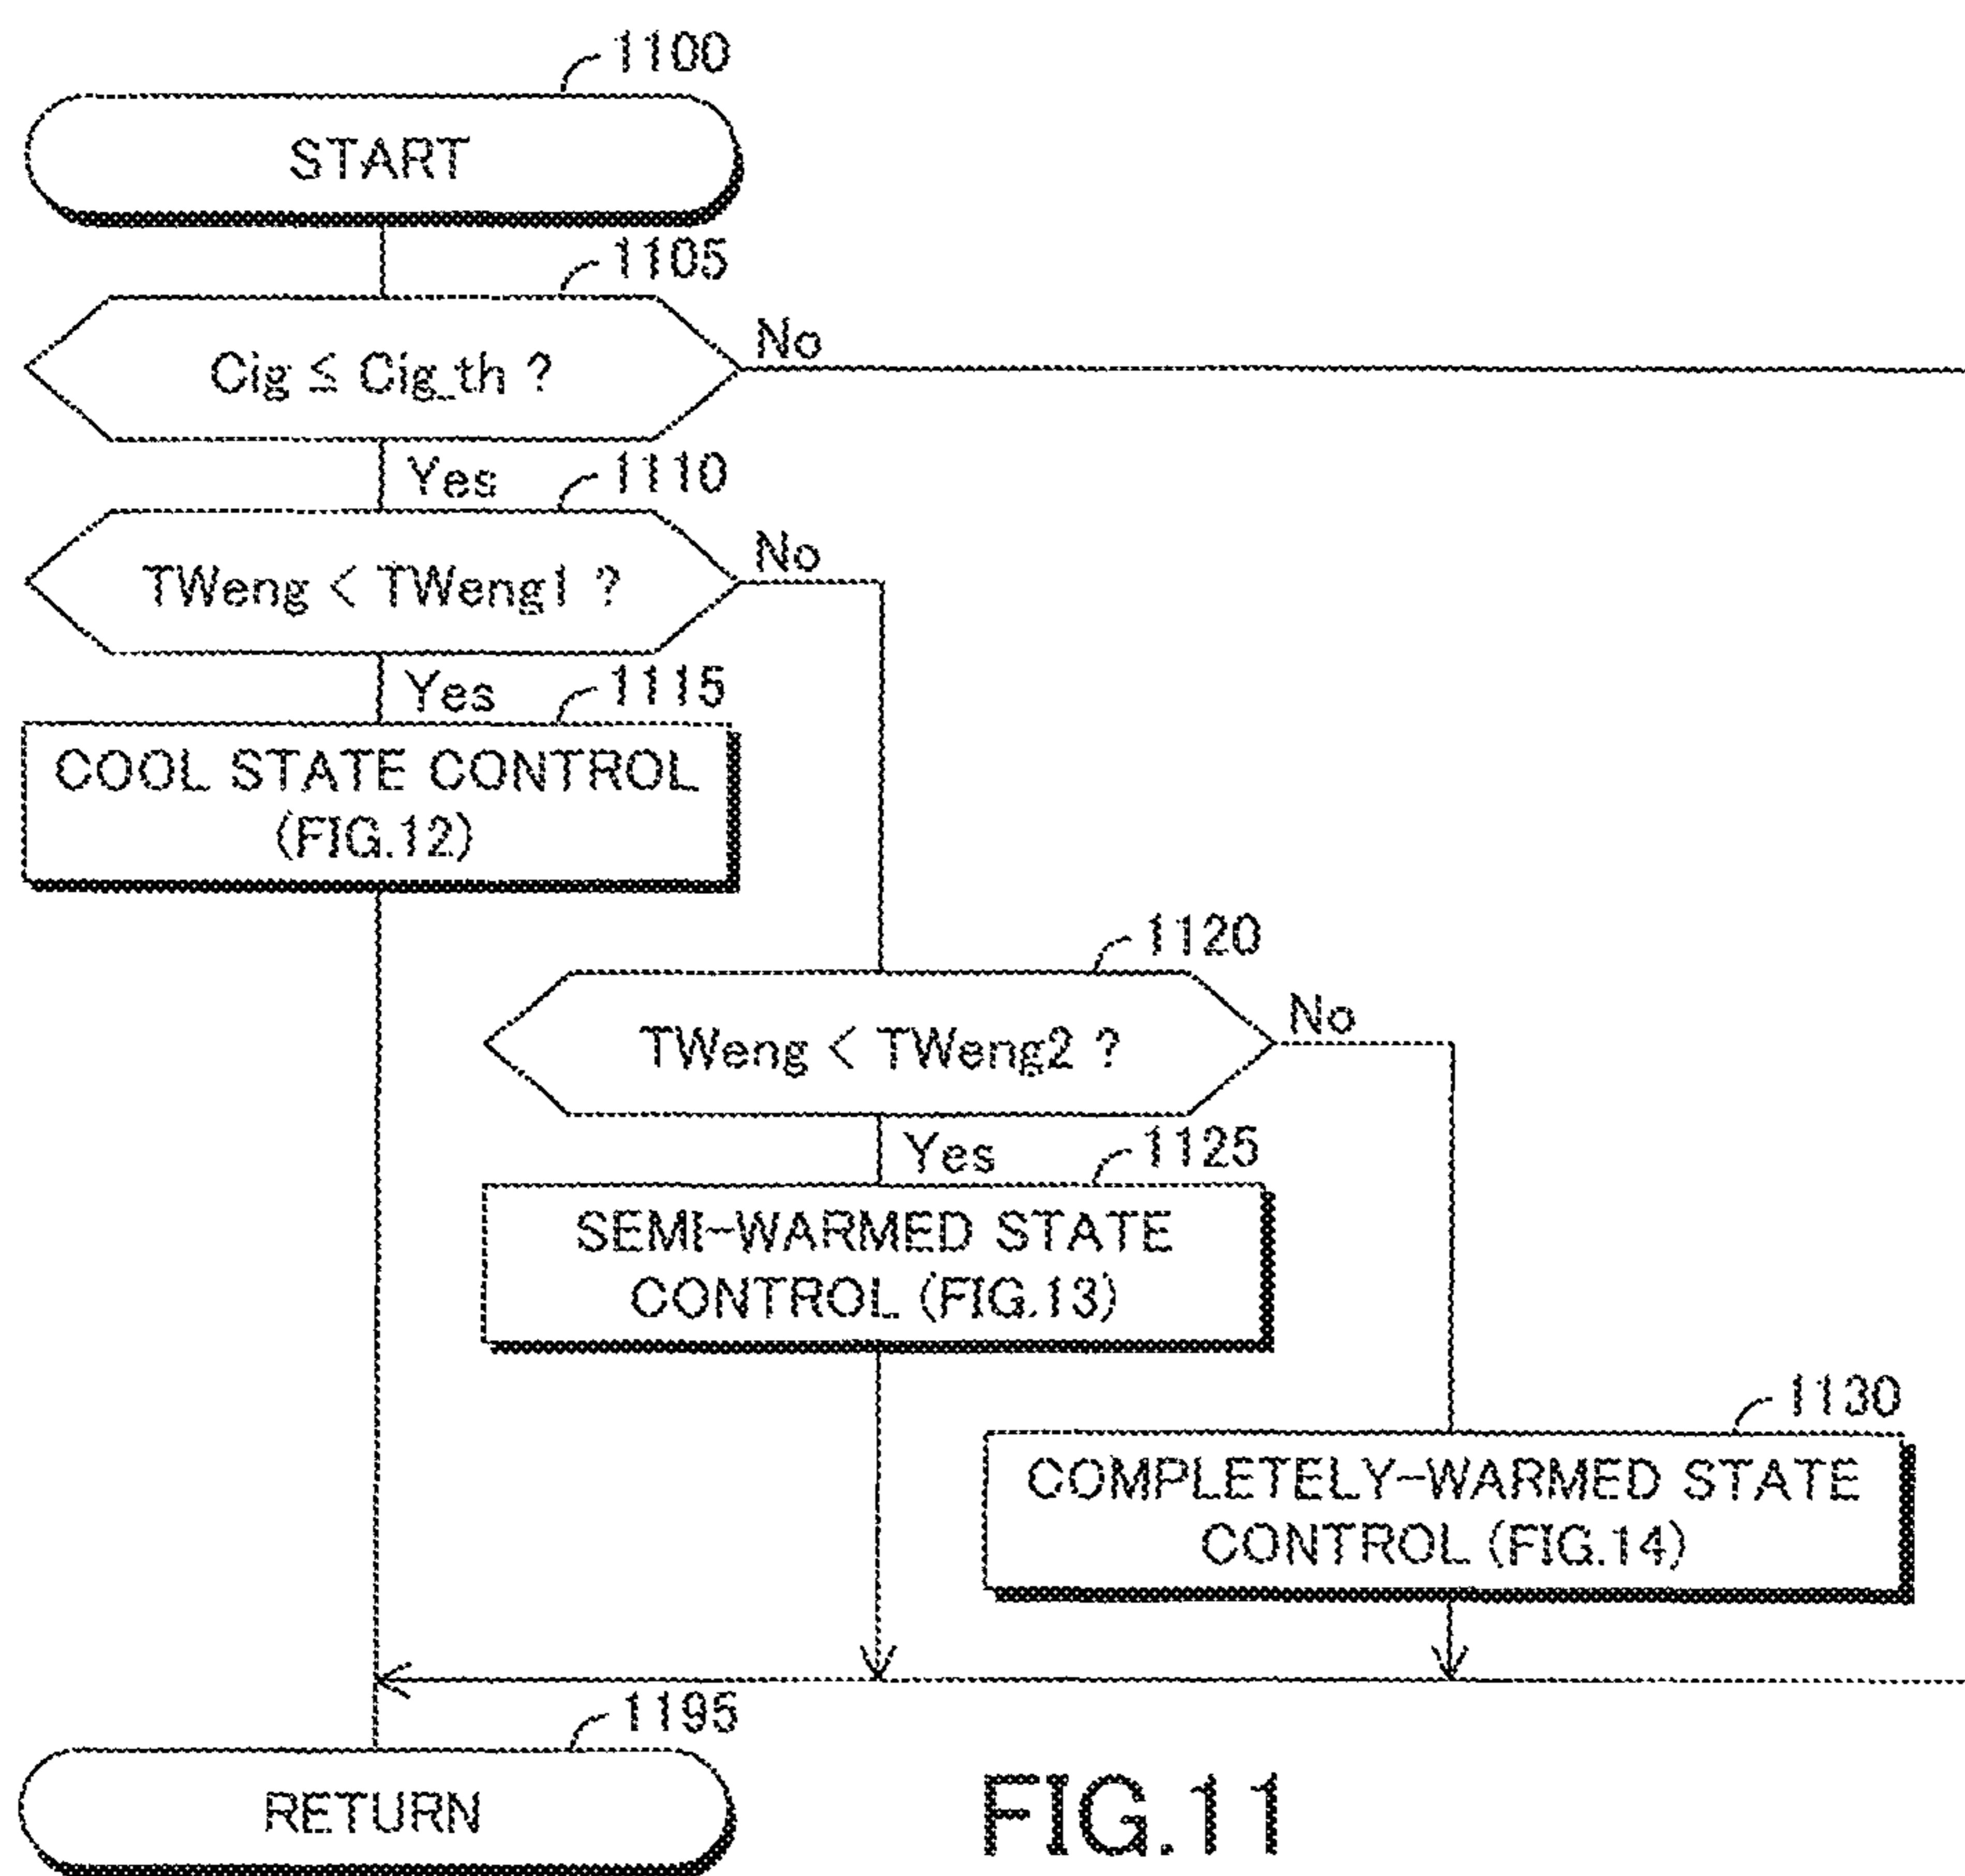 1100
START
1105
Cig ≤ Cig_th ?
No
Yes
1110
TWeng < TWeng1 ?
No
Yes
1115
COOL STATE CONTROL
(FIG.12)
1120
TWeng < TWeng2 ?
No
Yes
1125
SEMI-WARMED STATE
CONTROL (FIG.13)
1130
COMPLETELY-WARMED STATE
CONTROL (FIG.14)
1195
RETURN
FIG.11